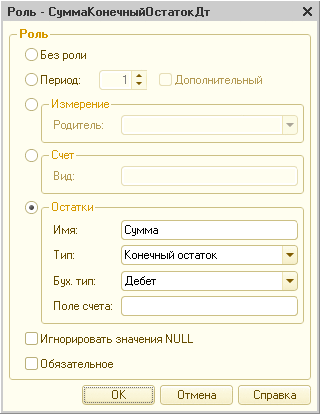 Роль - СуммаКонечныйОстатокДт
Роль
Без роли
Период: 1 Дополнительный
Измерение
Родитель:
Счет
Вид:
Остатки
Имя: Сумма
Тип: Конечный остаток
Бух. тип: Дебет
Поле счета:
Игнорировать значения NULL
Обязательное
OK Отмена Справка